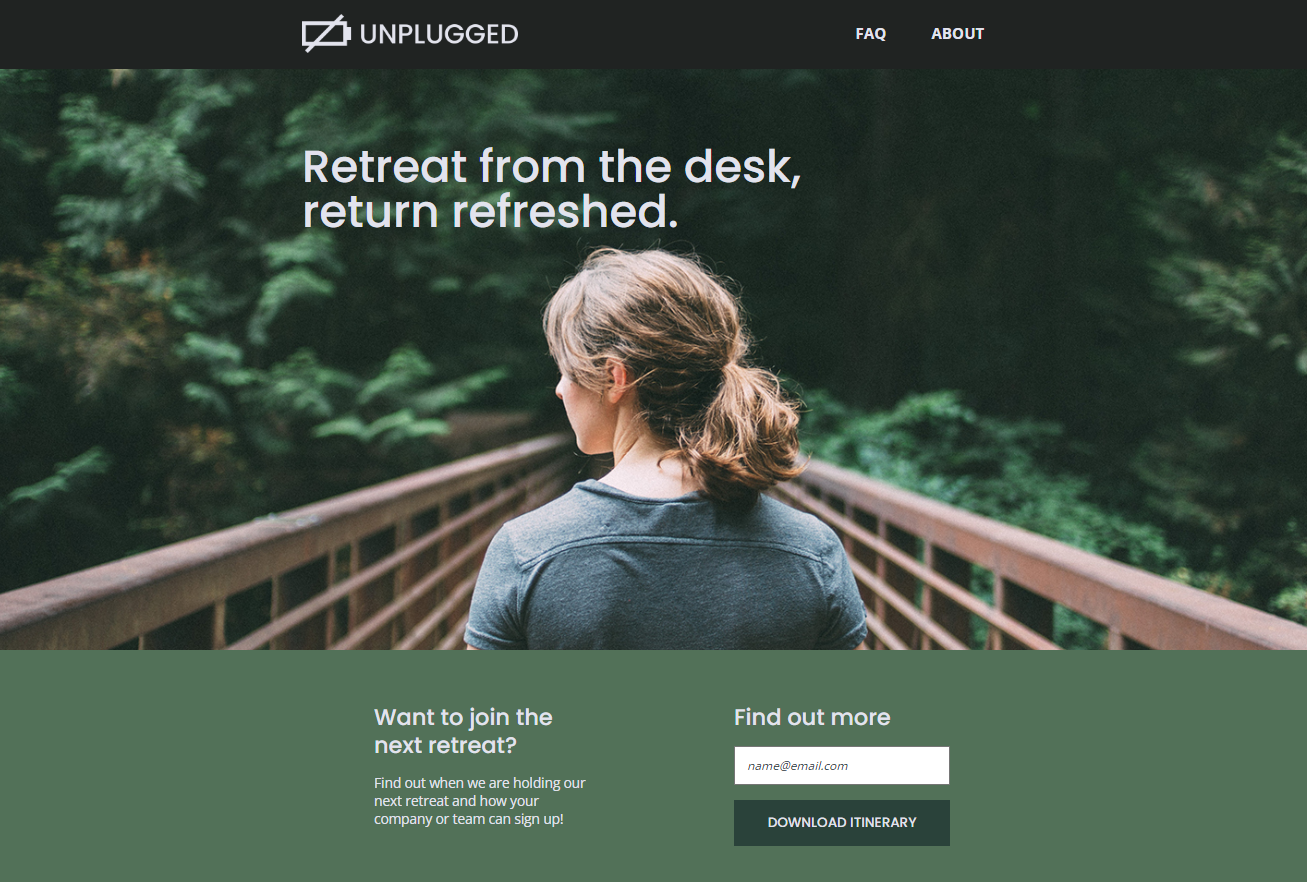 UNPLUGGED
FAQ
ABOUT
Retreat from the desk,
return refreshed.
Want to join the
next retreat?
Find out when we are holding our
next retreat and how your
company or team can sign up!
Find out more
name@email.com
DOWNLOAD ITINERARY